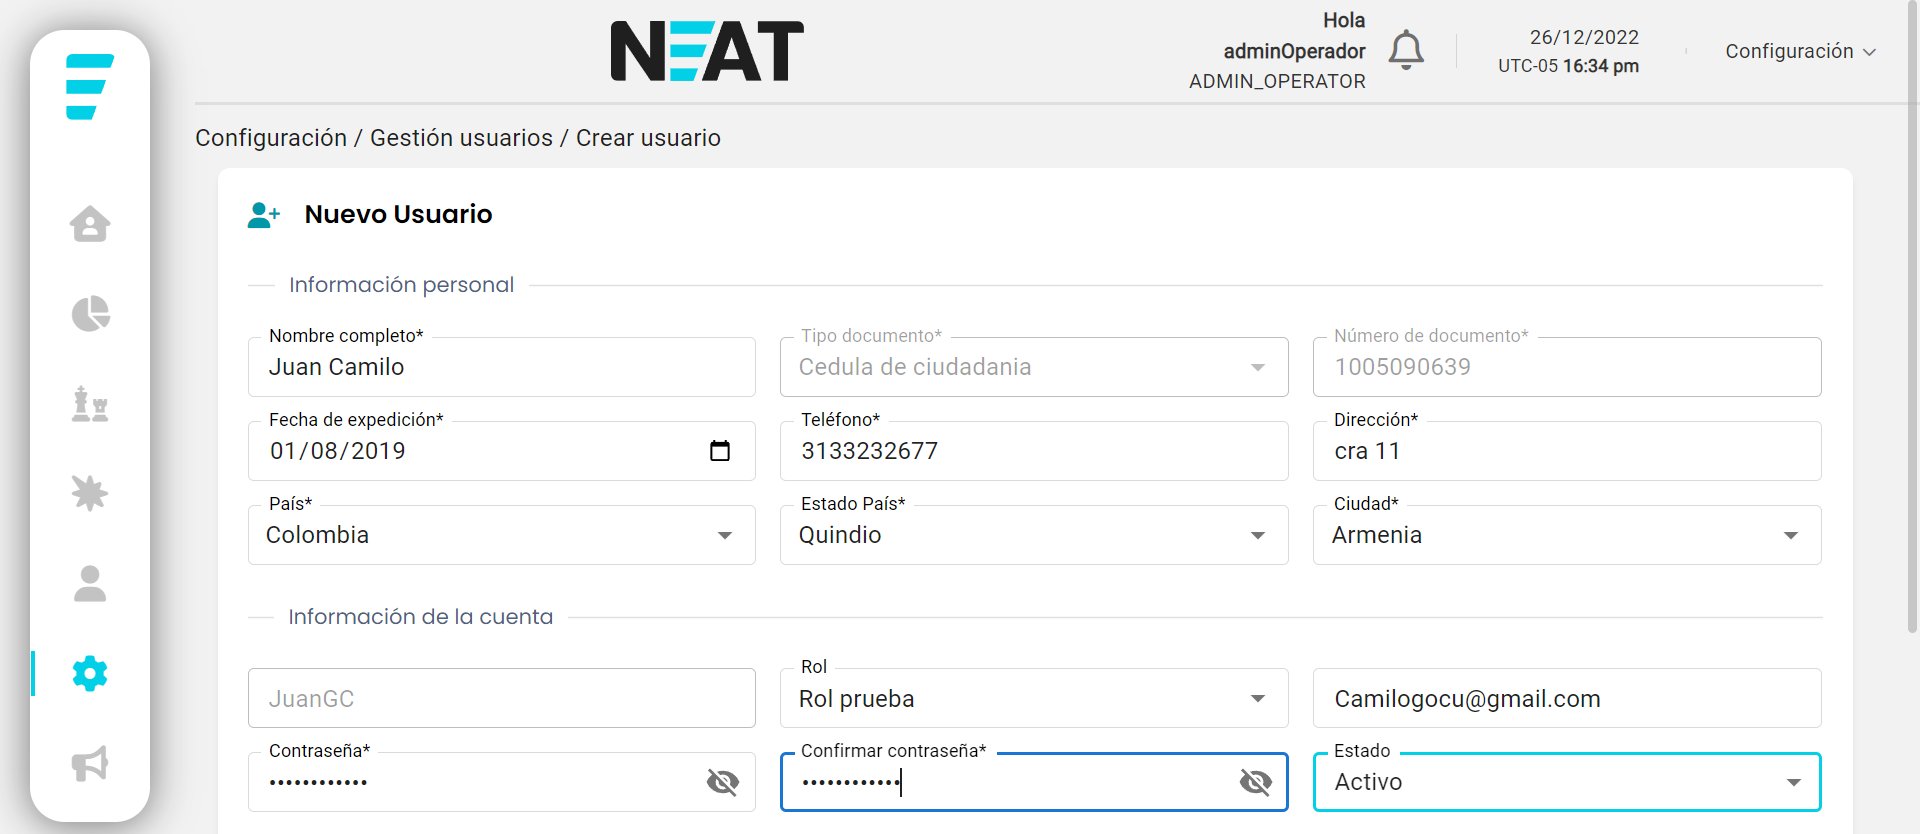 NEAT
Hola
adminOperador
ADMIN_OPERATOR
26/12/2022
UTC-05 16:34 pm
Configuración
Configuración / Gestión usuarios / Crear usuario
Nuevo Usuario
Información personal
Nombre completo*
Juan Camilo
Tipo documento*
Cedula de ciudadania
Número de documento*
1005090639
Fecha de expedición*
01/08/2019
Teléfono*
3133232677
Dirección*
cra 11
País*
Colombia
Estado País*
Quindio
Ciudad*
Armenia
Información de la cuenta
JuanGC
Rol
Rol prueba
Camilogocu@gmail.com
Contraseña*
••••••••••••
Confirmar contraseña*
••••••••••••
Estado
Activo